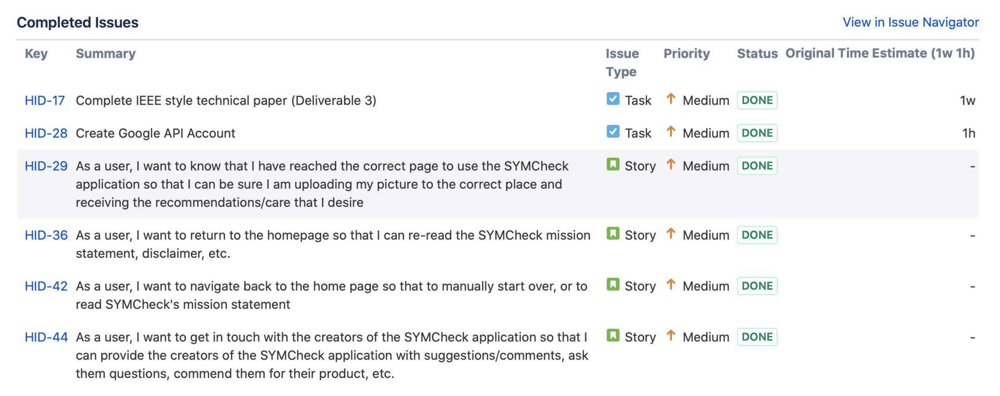 Completed Issues
View in Issue Navigator
Key Summary Issue Type Priority Status Original Time Estimate (1w 1h)
HID-17 Complete IEEE style technical paper (Deliverable 3) Task Medium DONE 1w
HID-28 Create Google API Account Task Medium DONE 1h
HID-29 As a user, I want to know that I have reached the correct page to use the SYMCheck Story Medium DONE -
application so that I can be sure I am uploading my picture to the correct place and
receiving the recommendations/care that I desire
HID-36 As a user, I want to return to the homepage so that I can re-read the SYMCheck mission Story Medium DONE -
statement, disclaimer, etc.
HID-42 As a user, I want to navigate back to the home page so that to manually start over, or to Story Medium DONE -
read SYMCheck's mission statement
HID-44 As a user, I want to get in touch with the creators of the SYMCheck application so that I Story Medium DONE -
can provide the creators of the SYMCheck application with suggestions/comments, ask
them questions, commend them for their product, etc.